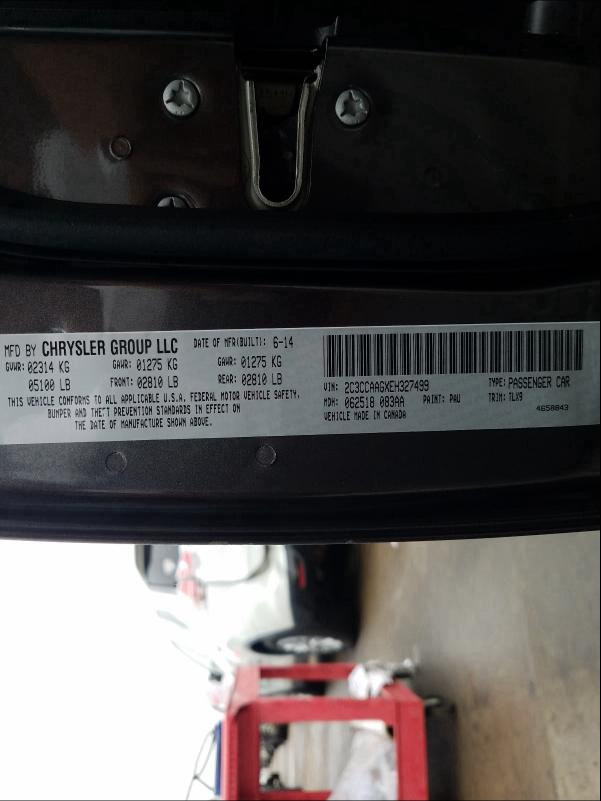 MFD BY CHRYSLER GROUP LLC DATE OF MFR(BUILT): 6-14
GVWR: 02314 KG GAWR: 01275 KG GAWR: 01275 KG
05100 LB FRONT: 02810 LB REAR: 02810 LB
THIS VEHICLE CONFORMS TO ALL APPLICABLE U.S.A. FEDERAL MOTOR VEHICLE SAFETY,
BUMPER AND THEFT PREVENTION STANDARDS IN EFFECT ON
THE DATE OF MANUFACTURE SHOWN ABOVE.
VIN: 2C3CCAAGXEH327499 TYPE: PASSENGER CAR
MDH: 062518 083AA PAINT: PAU TRIM: TLX9
VEHICLE MADE IN CANADA 4658843